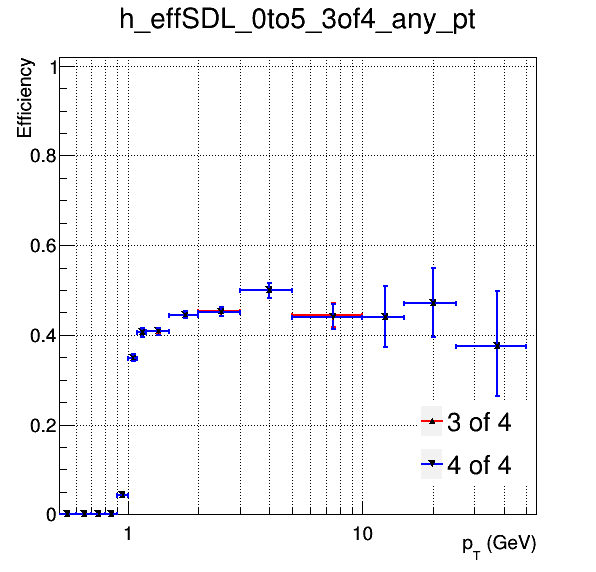 h_effSDL_0to5_3of4_any_pt
Efficiency
1
0.8
0.6
0.4
0.2
0
3 of 4
4 of 4
1
10
p_T (GeV)